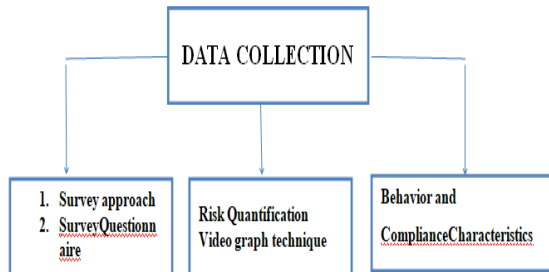 DATA COLLECTION
1. Survey approach
2. SurveyQuestionn
aire
Risk Quantification
Video graph technique
Behavior and
ComplianceCharacteristics